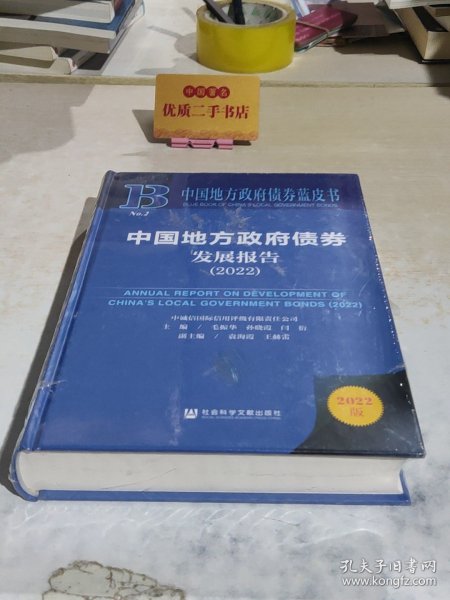 中国著名
优质二手书店
B
No.2
中国地方政府债券蓝皮书
BLUE BOOK OF CHINA'S LOCAL GOVERNMENT BONDS
中国地方政府债券
发展报告
(2022)
ANNUAL REPORT ON DEVELOPMENT OF
CHINA'S LOCAL GOVERNMENT BONDS (2022)
中诚信国际信用评级有限责任公司
主 编 / 毛振华 孙晓霞 闫 衍
副主编 / 袁海霞 王赫雷
2022
版
社会科学文献出版社
孔夫子旧书网
www.kongfz.com